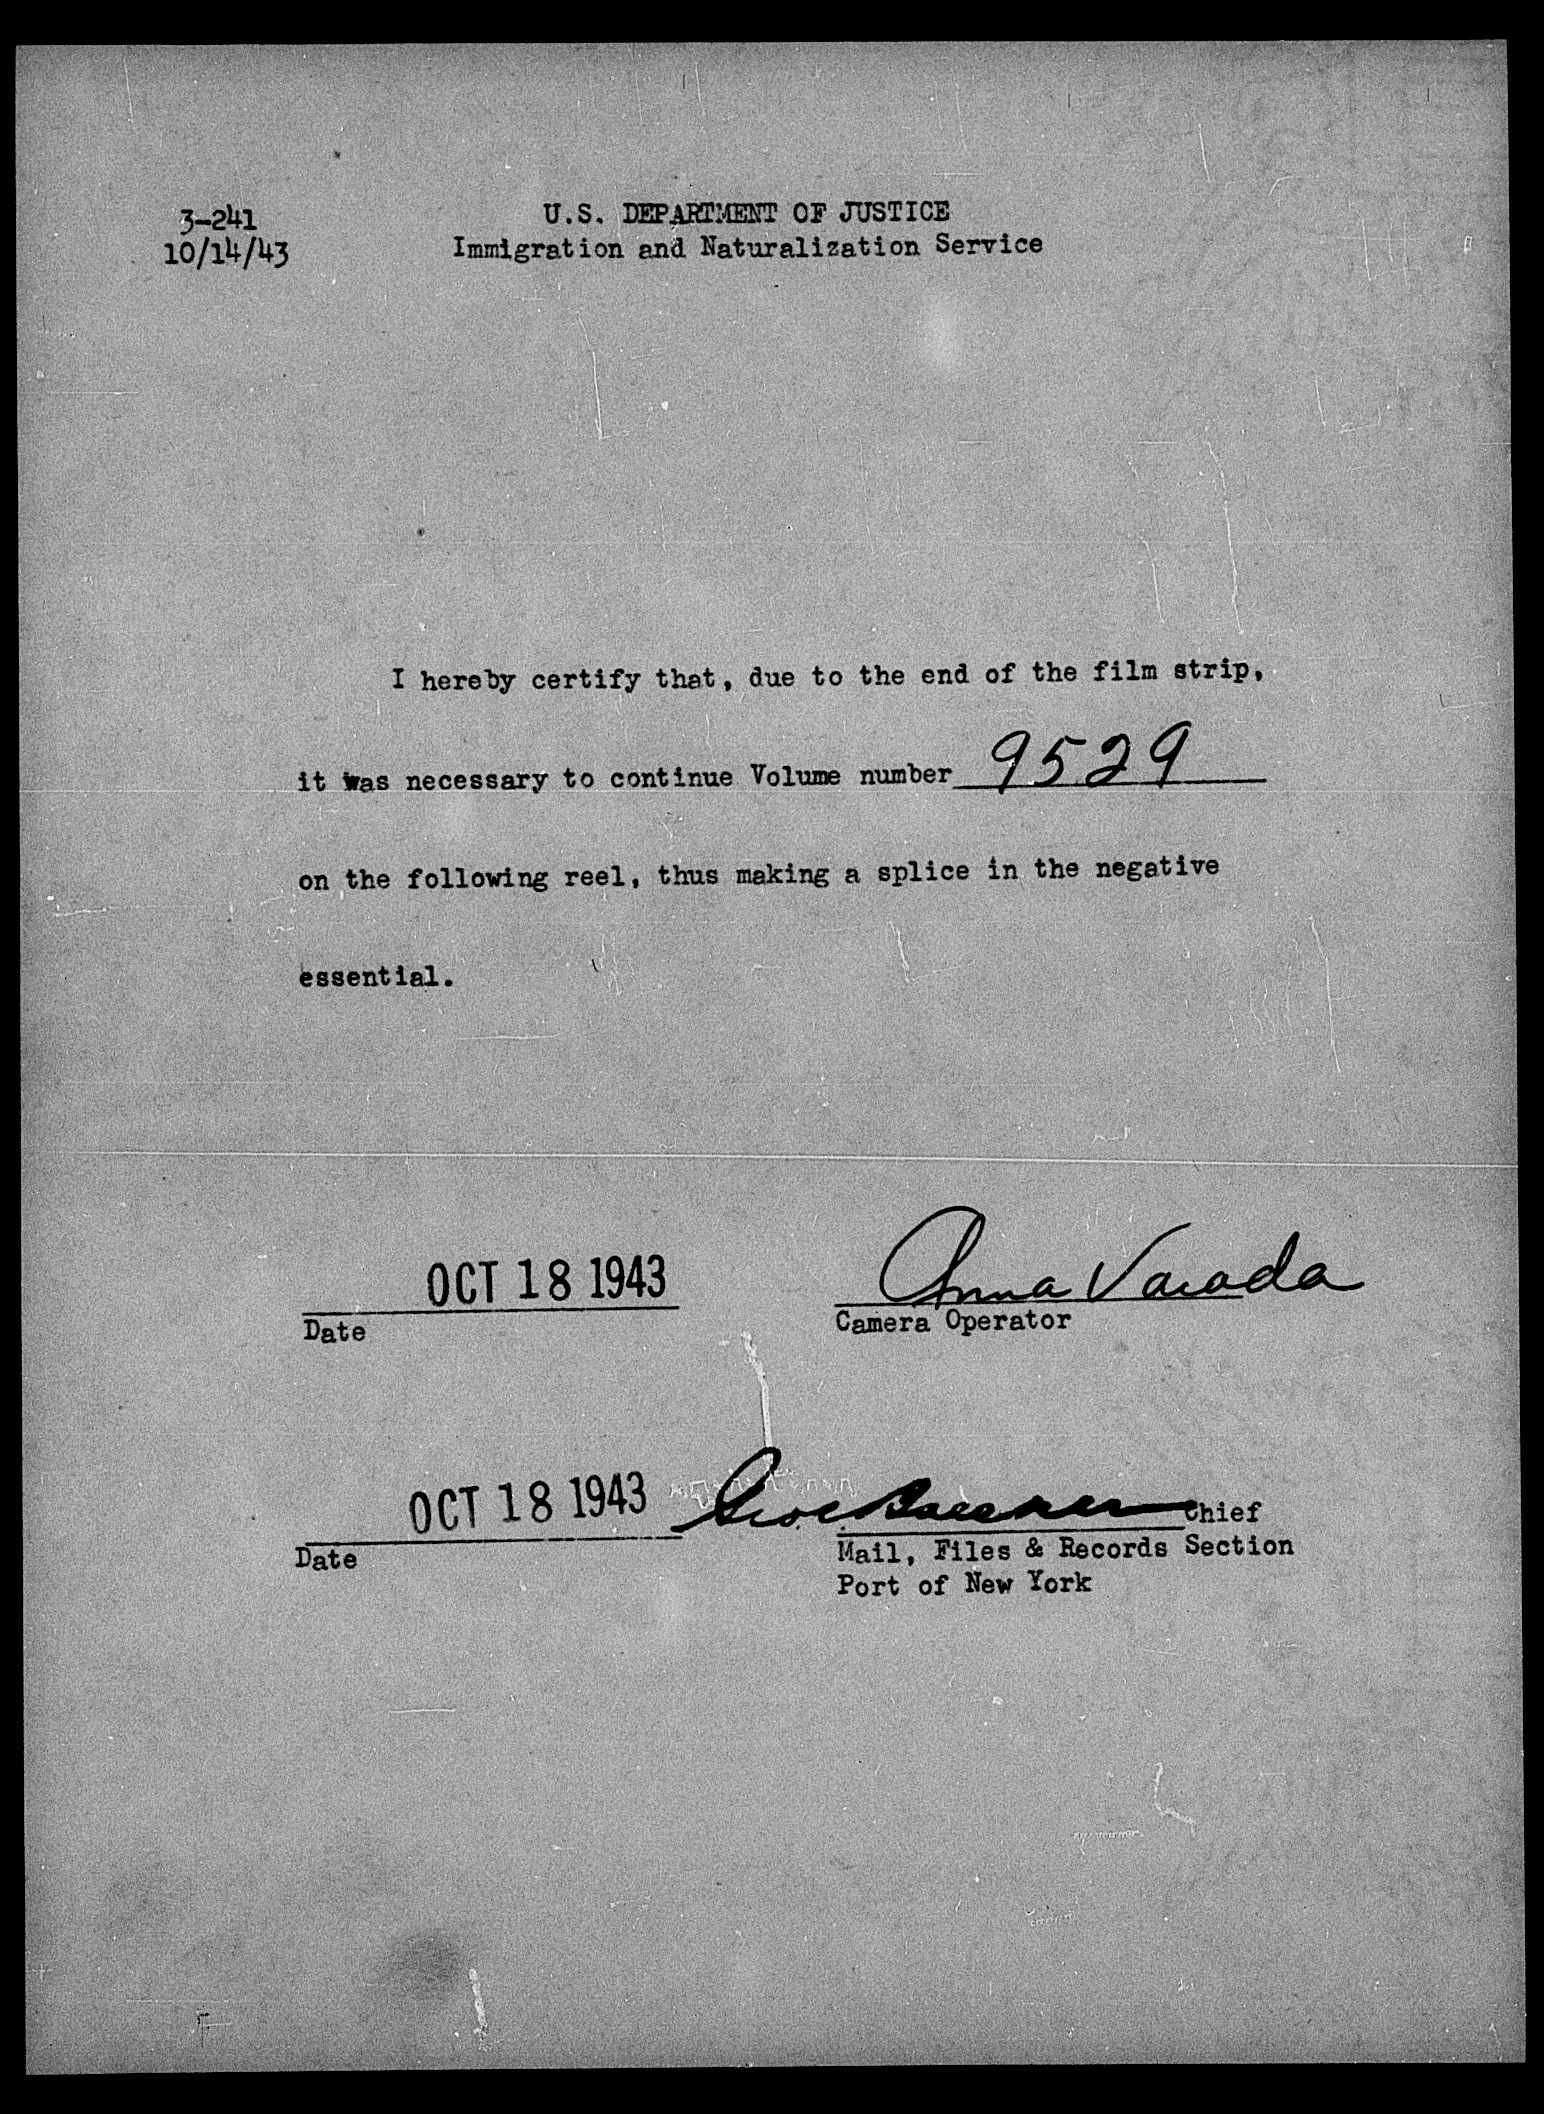 3-241
10/14/43
U.S. DEPARTMENT OF JUSTICE
Immigration and Naturalization Service
I hereby certify that, due to the end of the film strip,
it was necessary to continue Volume number 9529
on the following reel, thus making a splice in the negative
essential.
OCT 18 1943
Anna Varada
Date
Camera Operator
OCT 18 1943
Chief
Date
Mail, Files & Records Section
Port of New York